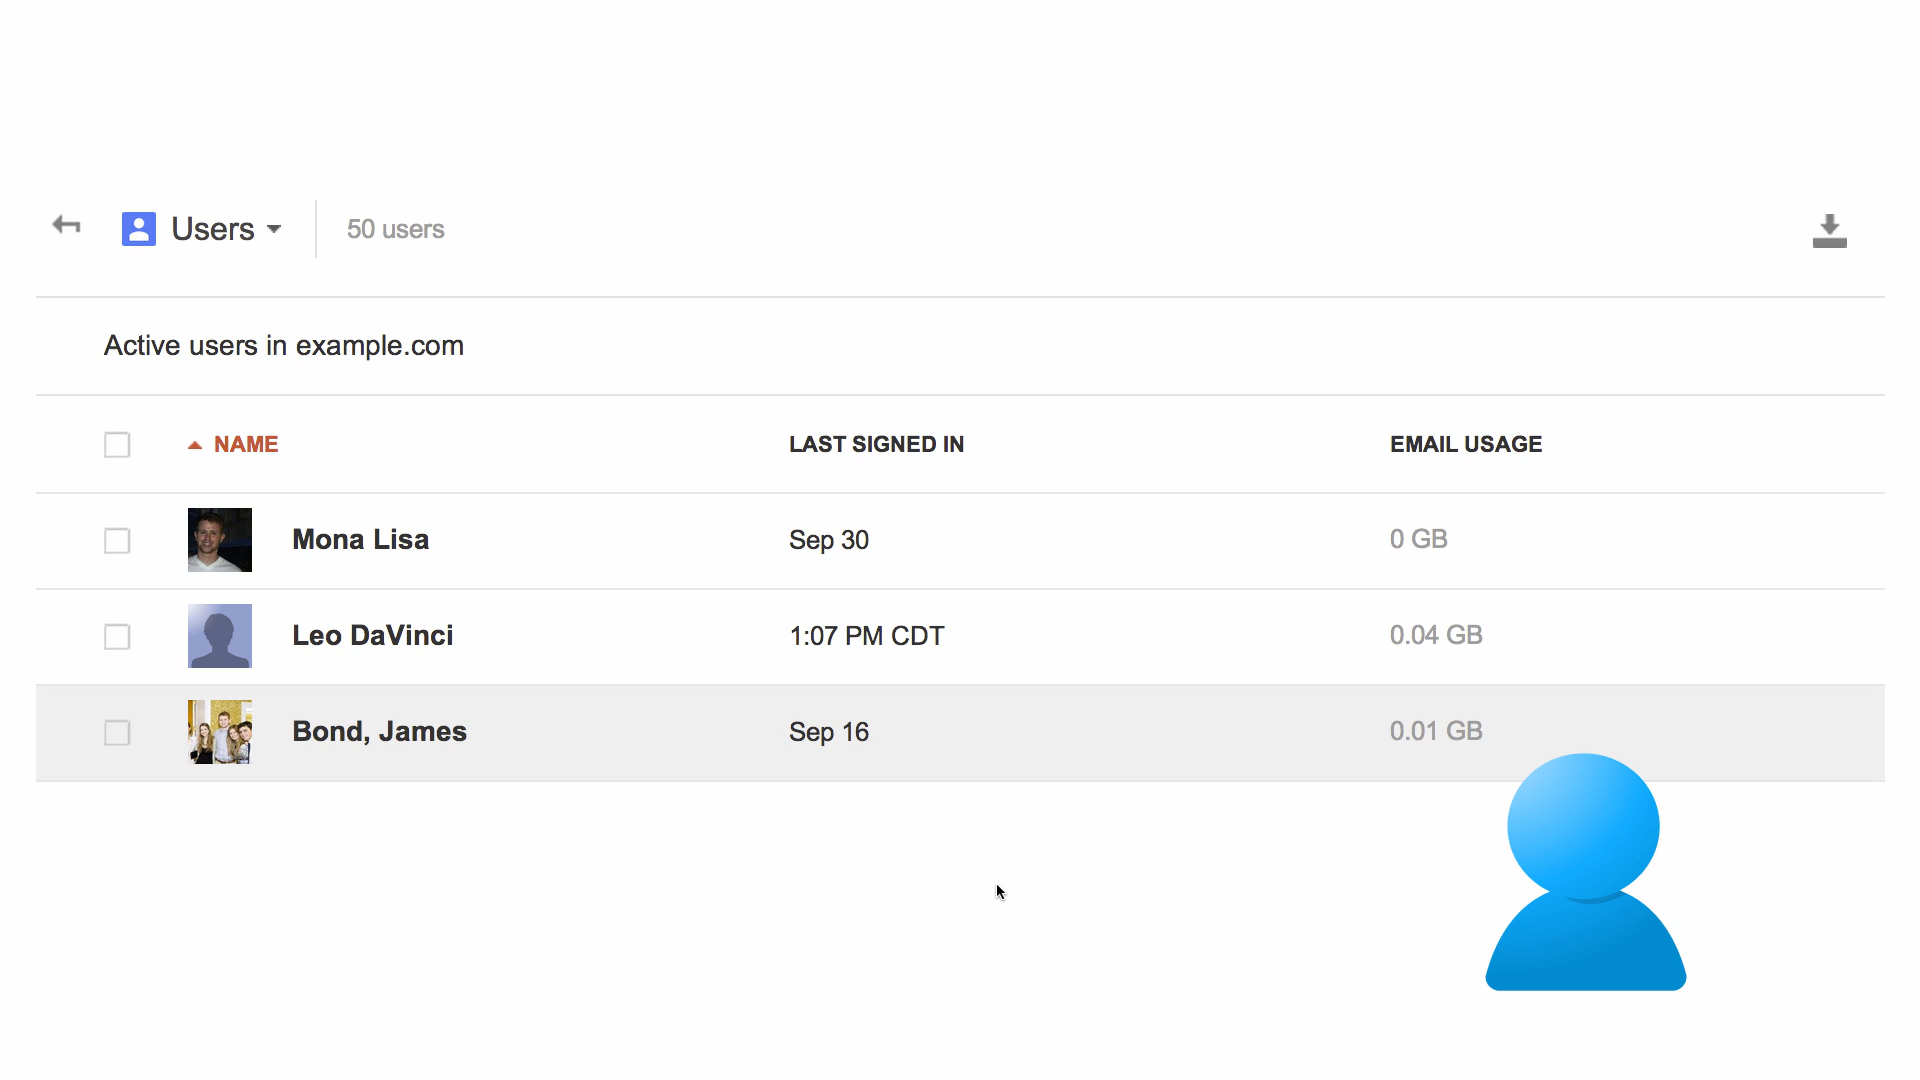 Users
50 users
Active users in example.com
NAME
LAST SIGNED IN
EMAIL USAGE
Mona Lisa
Sep 30
0 GB
Leo DaVinci
1:07 PM CDT
0.04 GB
Bond, James
Sep 16
0.01 GB